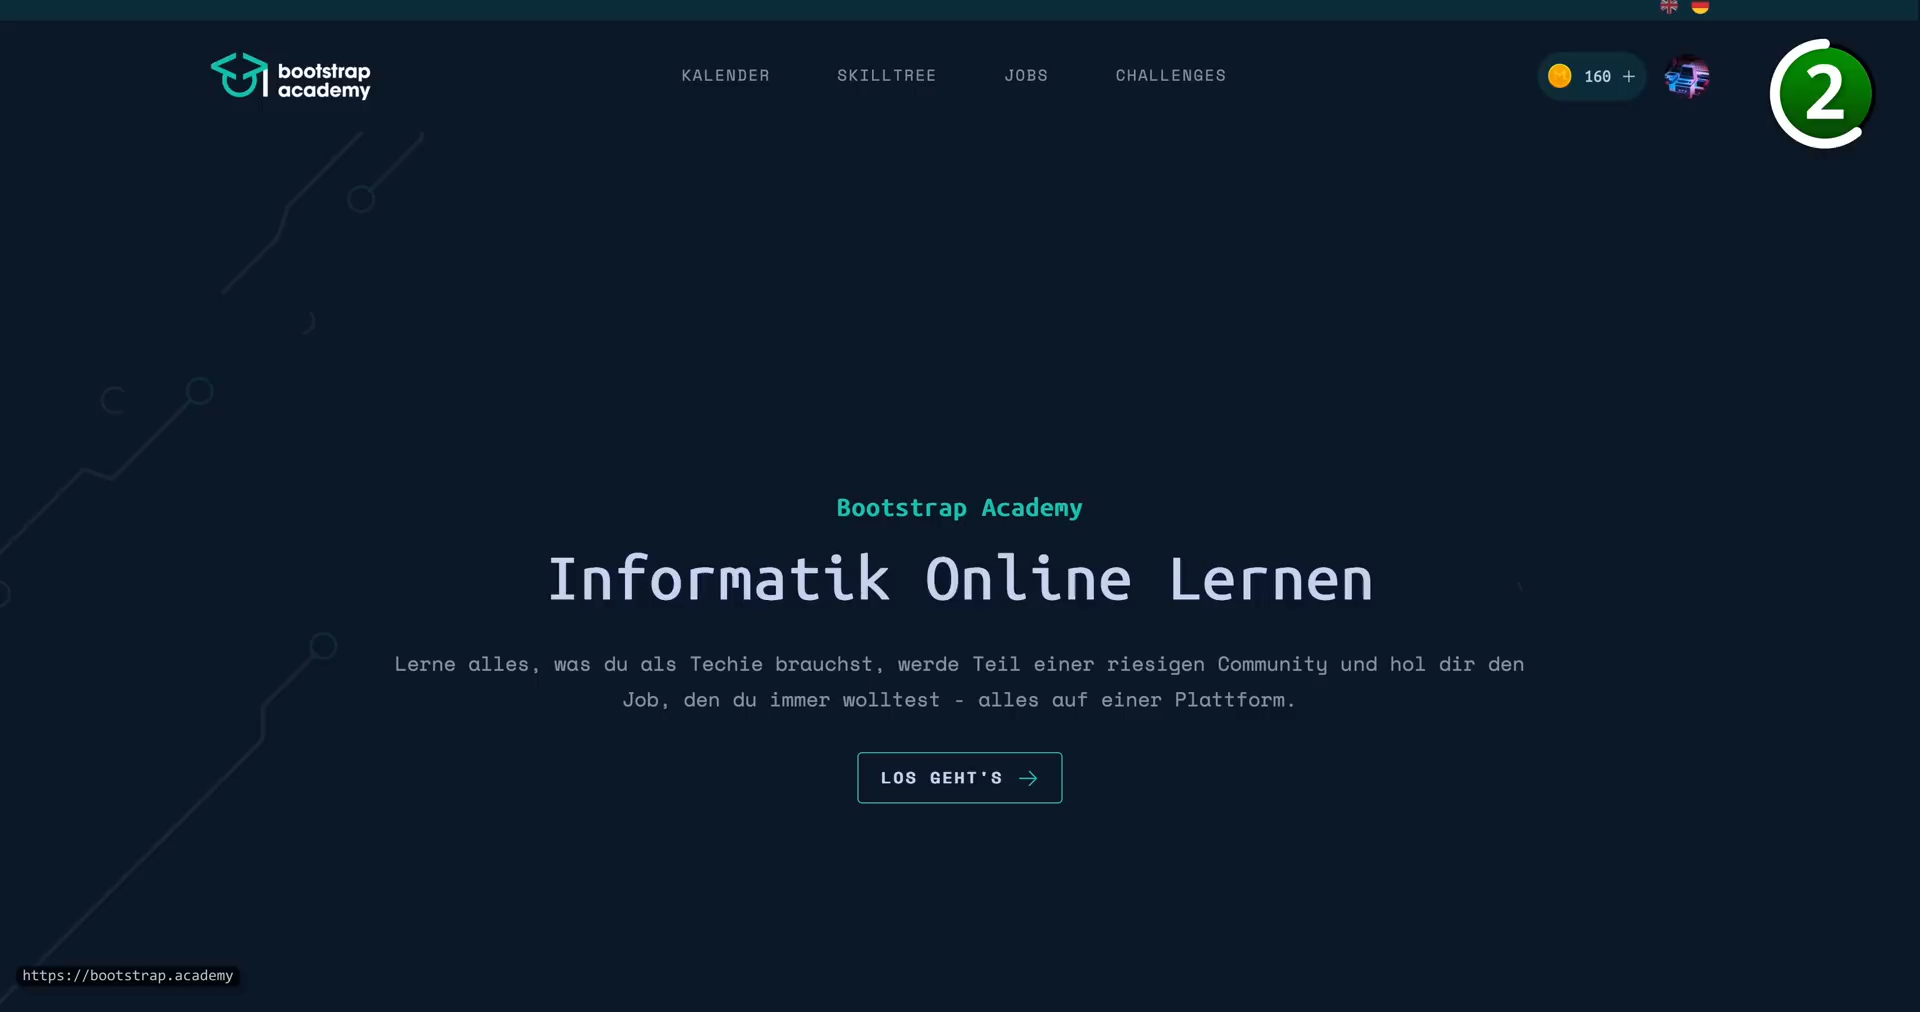 bootstrap
academy
KALENDER
SKILLTREE
JOBS
CHALLENGES
160 +
2
Bootstrap Academy
Informatik Online Lernen
Lerne alles, was du als Techie brauchst, werde Teil einer riesigen Community und hol dir den
Job, den du immer wolltest - alles auf einer Plattform.
LOS GEHT'S →
https://bootstrap.academy